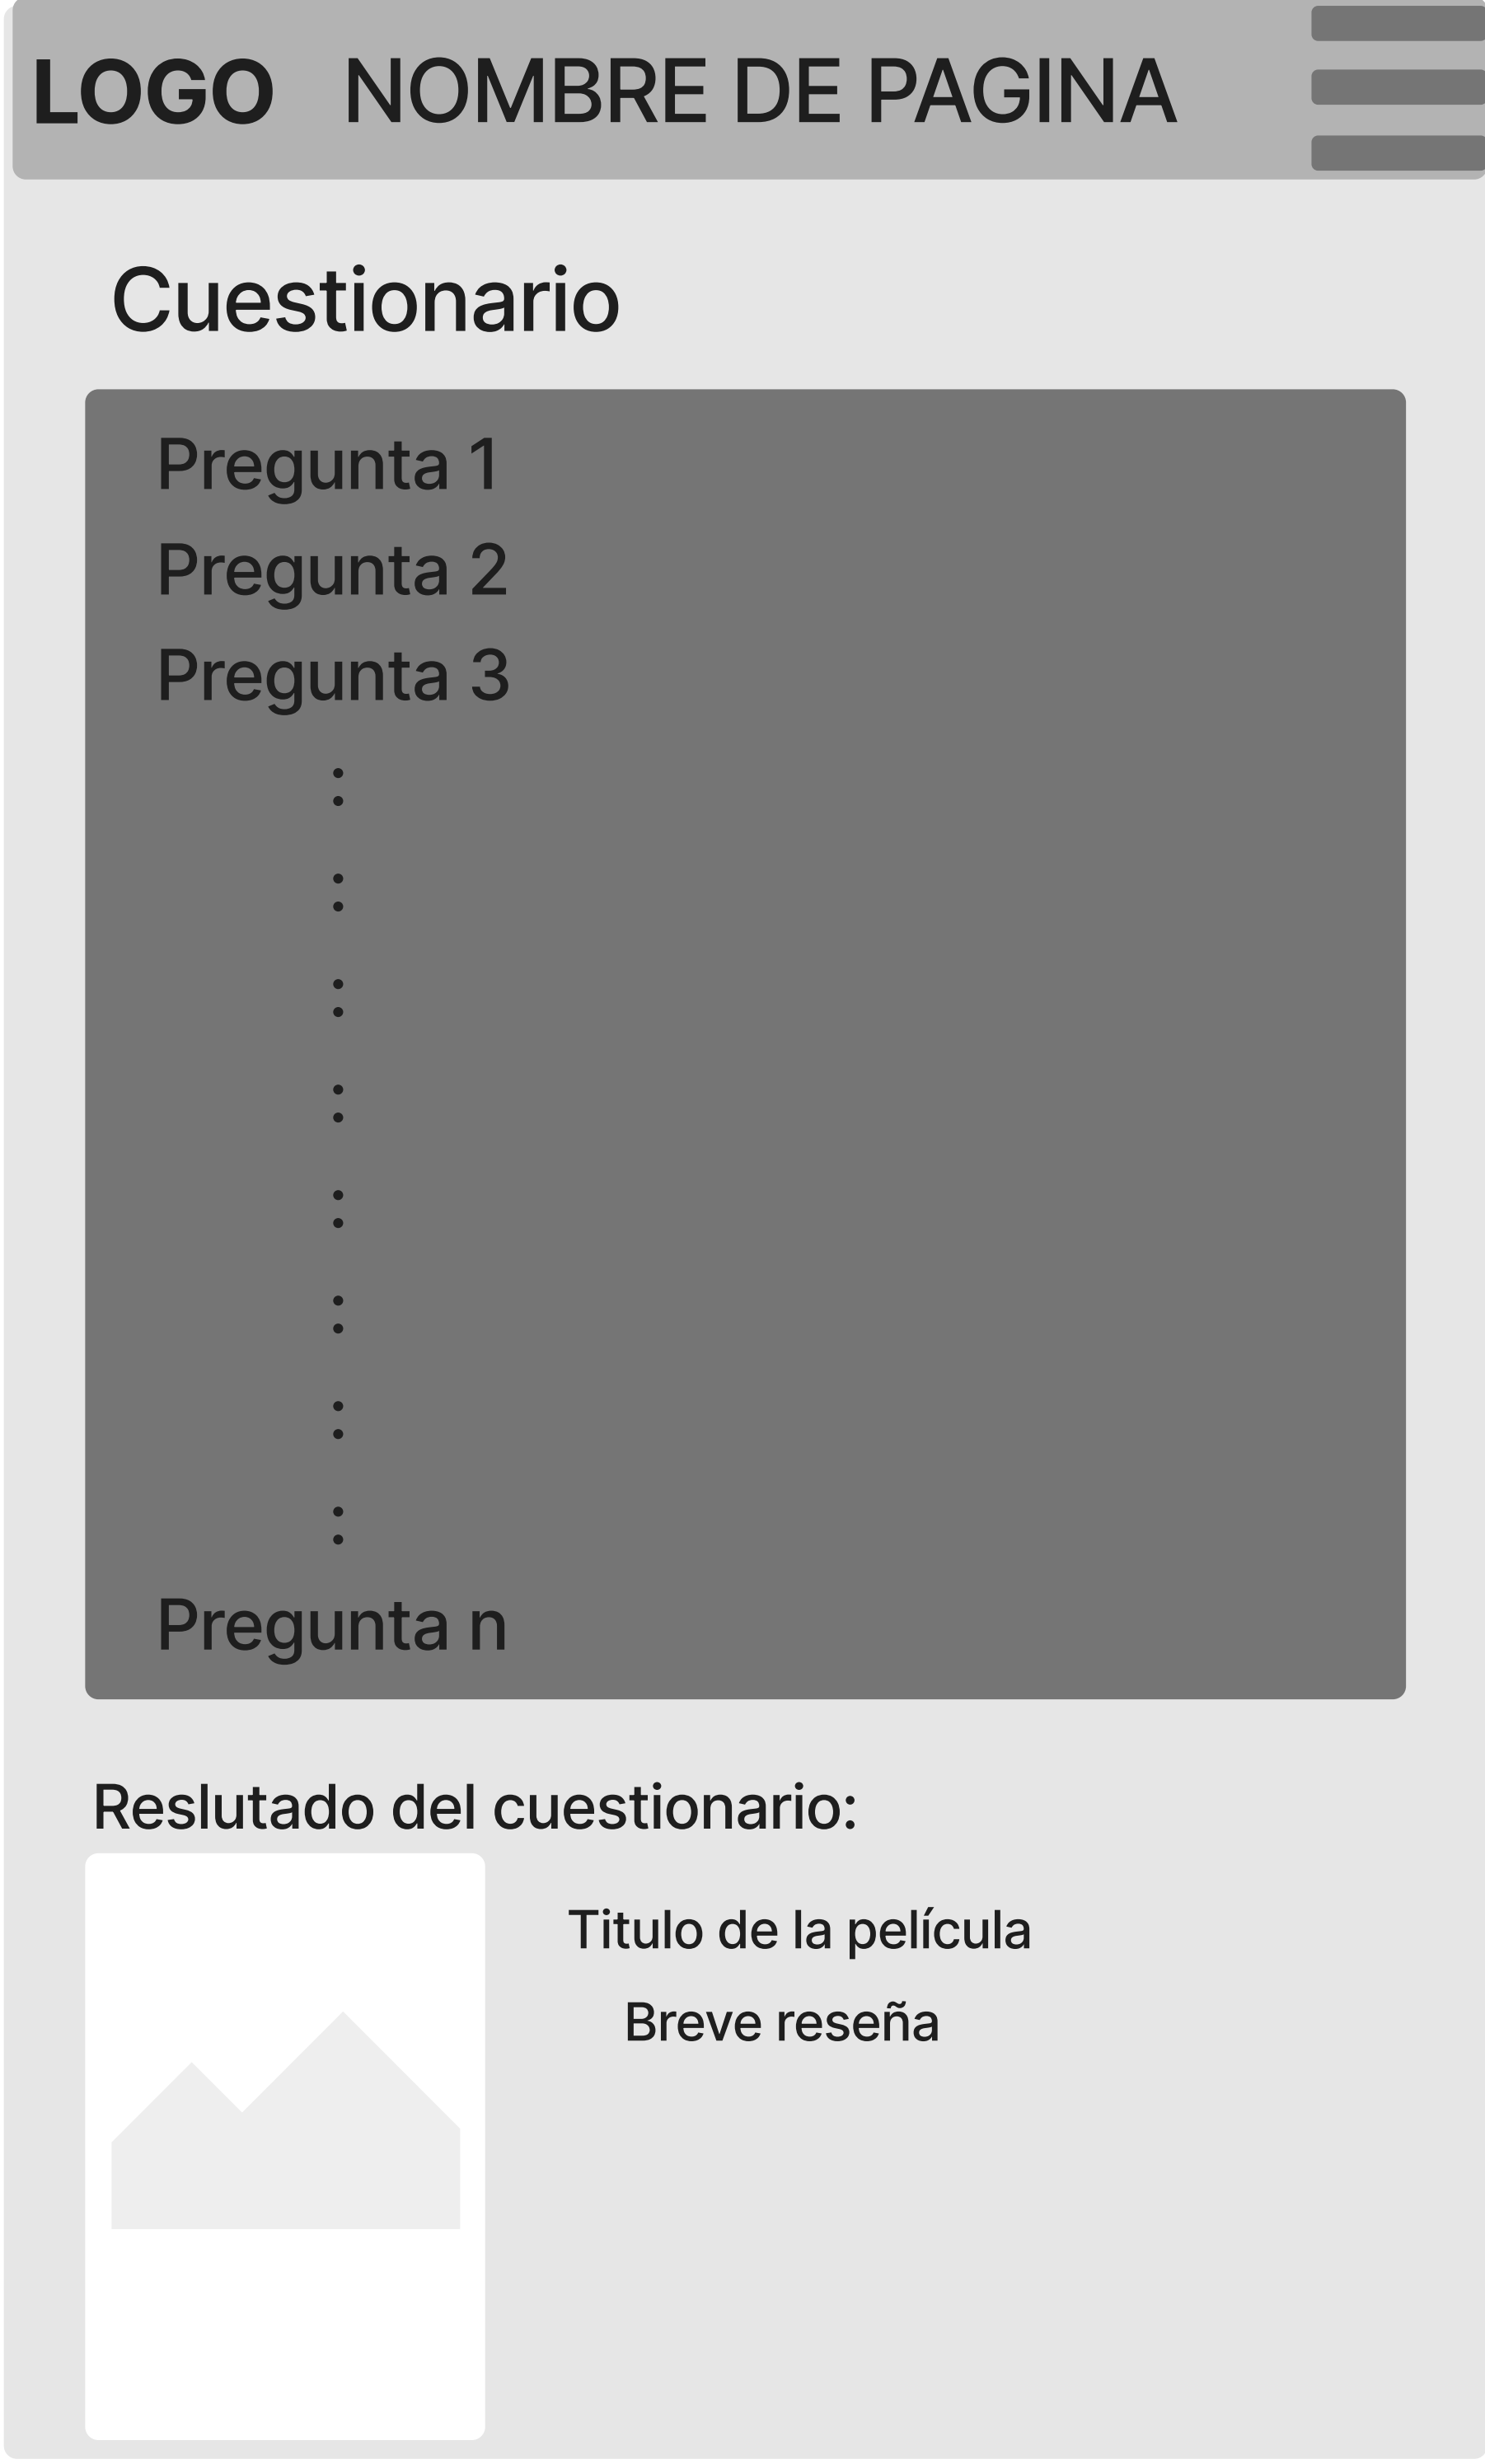 LOGO NOMBRE DE PAGINA
Cuestionario
Pregunta 1
Pregunta 2
Pregunta 3
:
:
:
:
:
:
:
:
Pregunta n
Reslutado del cuestionario:
Titulo de la película
Breve reseña